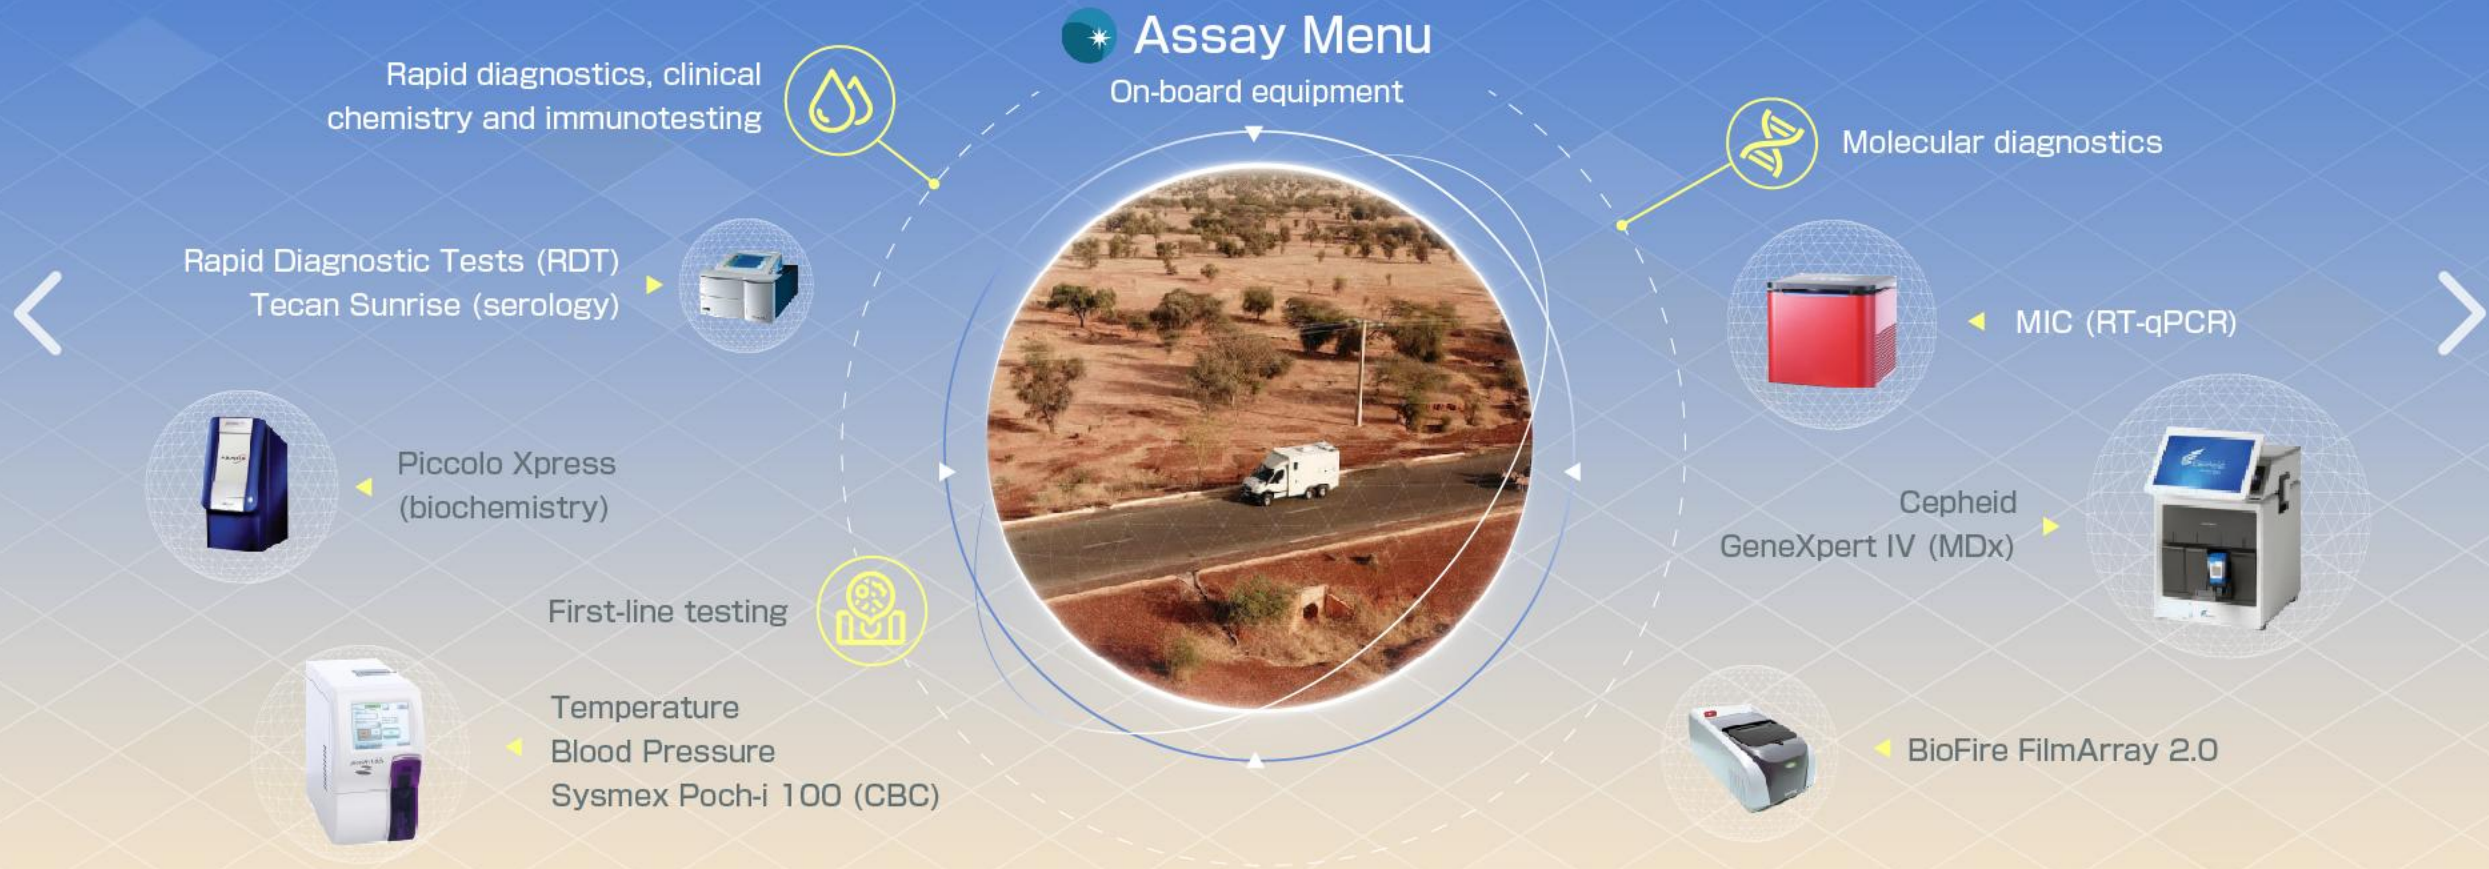 Assay Menu
On-board equipment
Rapid diagnostics, clinical
chemistry and immunotesting
Rapid Diagnostic Tests (RDT)
Tecan Sunrise (serology)
Piccolo Xpress
(biochemistry)
First-line testing
Temperature
Blood Pressure
Sysmex Poch-i 100 (CBC)
Molecular diagnostics
MIC (RT-qPCR)
Cepheid
GeneXpert IV (MDx)
Cepheid
BioFire FilmArray 2.0